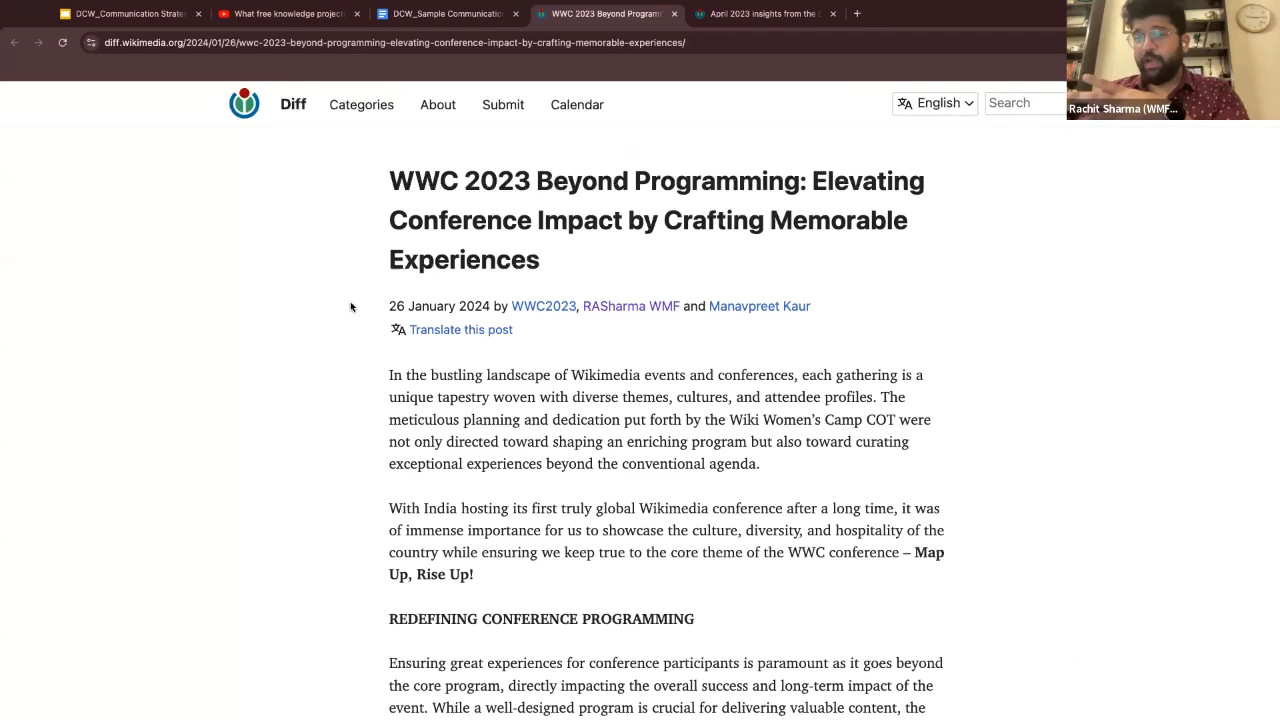 DCW_Communication Strate
What free knowledge project
DCW_Sample Communication
WWC 2023 Beyond Programm
April 2023 insights from the
diff.wikimedia.org/2024/01/26/wwc-2023-beyond-programming-elevating-conference-impact-by-crafting-memorable-experiences/
Rachit Sharma (WMF...
Diff Categories About Submit Calendar English Search
WWC 2023 Beyond Programming: Elevating
Conference Impact by Crafting Memorable
Experiences
26 January 2024 by WWC2023, RASharma WMF and Manavpreet Kaur
Translate this post
In the bustling landscape of Wikimedia events and conferences, each gathering is a
unique tapestry woven with diverse themes, cultures, and attendee profiles. The
meticulous planning and dedication put forth by the Wiki Women’s Camp COT were
not only directed toward shaping an enriching program but also toward curating
exceptional experiences beyond the conventional agenda.
With India hosting its first truly global Wikimedia conference after a long time, it was
of immense importance for us to showcase the culture, diversity, and hospitality of the
country while ensuring we keep true to the core theme of the WWC conference – Map
Up, Rise Up!
REDEFINING CONFERENCE PROGRAMMING
Ensuring great experiences for conference participants is paramount as it goes beyond
the core program, directly impacting the overall success and long-term impact of the
event. While a well-designed program is crucial for delivering valuable content, the